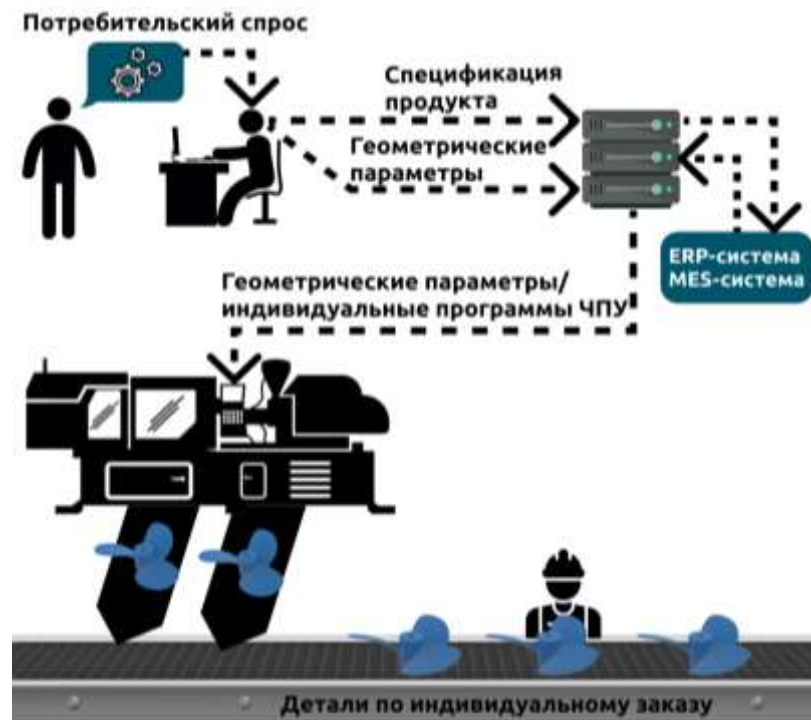 Потребительский спрос
Спецификация
продукта
Геометрические
параметры
ERP-система
MES-система
Геометрические параметры/
индивидуальные программы ЧПУ
Детали по индивидуальному заказу